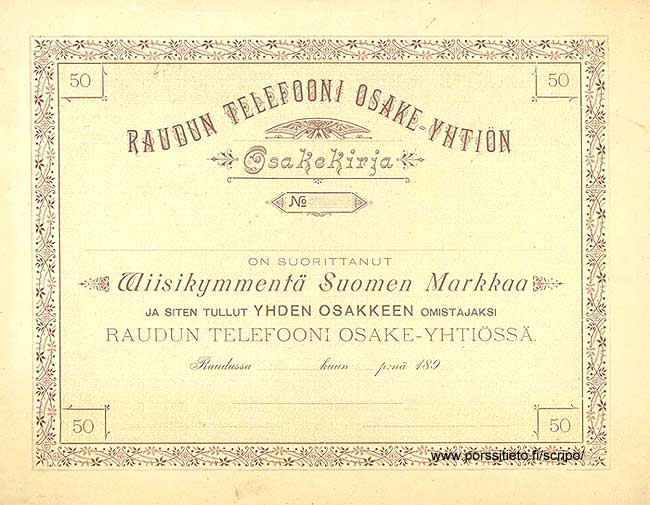 50 50
RAUDUN TELEFOONI OSAKE-YHTIÖN
Osakekirja
No
ON SUORITTANUT
Wiisikymmentä Suomen Markkaa
JA SITEN TULLUT YHDEN OSAKKEEN OMISTAJAKSI
RAUDUN TELEFOONI OSAKE-YHTIÖSSÄ.
Raudussa kuun p:nä 189
50 50
www.porssitieto.fi/scripo/